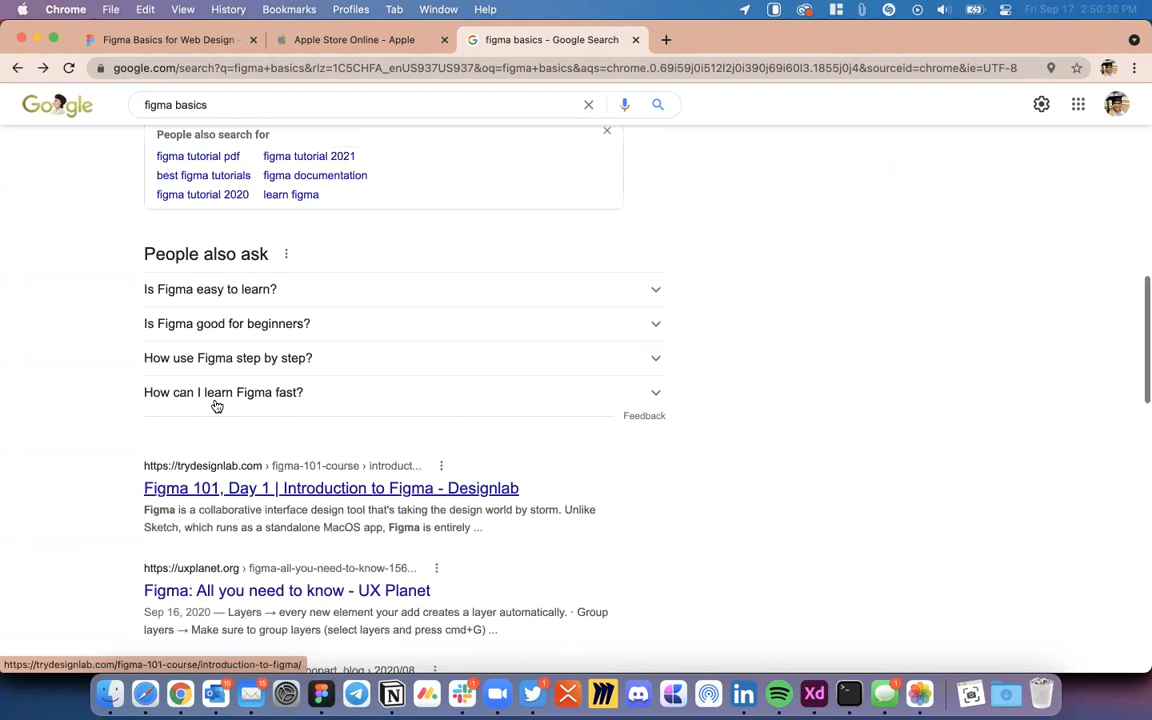 Chrome File Edit View History Bookmarks Profiles Tab Window Help Fri Sep 17 2:50:38 PM
Figma Basics for Web Design - Apple Store Online - Apple figma basics - Google Search
google.com/search?q=figma+basics&rlz=1C5CHFA_enUS937US937&oq=figma+basics&aqs=chrome.0.69i59j0i512l2j0i390j69i60l3.1855j0j4&sourceid=chrome&ie=UTF-8
Google figma basics
People also search for
figma tutorial pdf figma tutorial 2021
best figma tutorials figma documentation
figma tutorial 2020 learn figma
People also ask
Is Figma easy to learn?
Is Figma good for beginners?
How use Figma step by step?
How can I learn Figma fast?
Feedback
https://trydesignlab.com › figma-101-course › introduct...
Figma 101, Day 1 | Introduction to Figma - Designlab
Figma is a collaborative interface design tool that's taking the design world by storm. Unlike
Sketch, which runs as a standalone MacOS app, Figma is entirely ...
https://uxplanet.org › figma-all-you-need-to-know-156...
Figma: All you need to know - UX Planet
Sep 16, 2020 — Layers → every new element your add creates a layer automatically. · Group
layers → Make sure to group layers (select layers and press cmd+G) ...
https://trydesignlab.com/figma-101-course/introduction-to-figma/
blog › 2020/08
in Xd